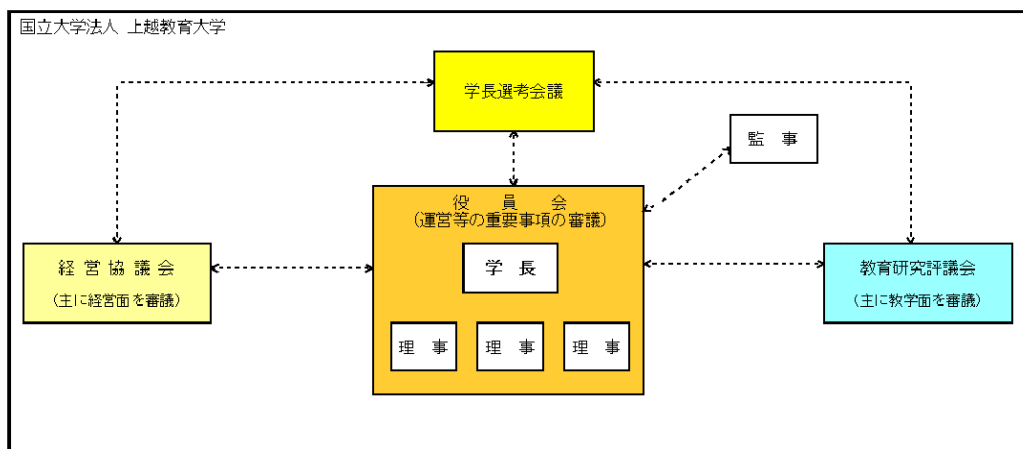 国立大学法人 上越教育大学
学長選考会議
監 事
役 員 会
(運営等の重要事項の審議)
学 長
経 営 協 議 会
(主に経営面を審議)
教育研究評議会
(主に教学面を審議)
理 事
理 事
理 事